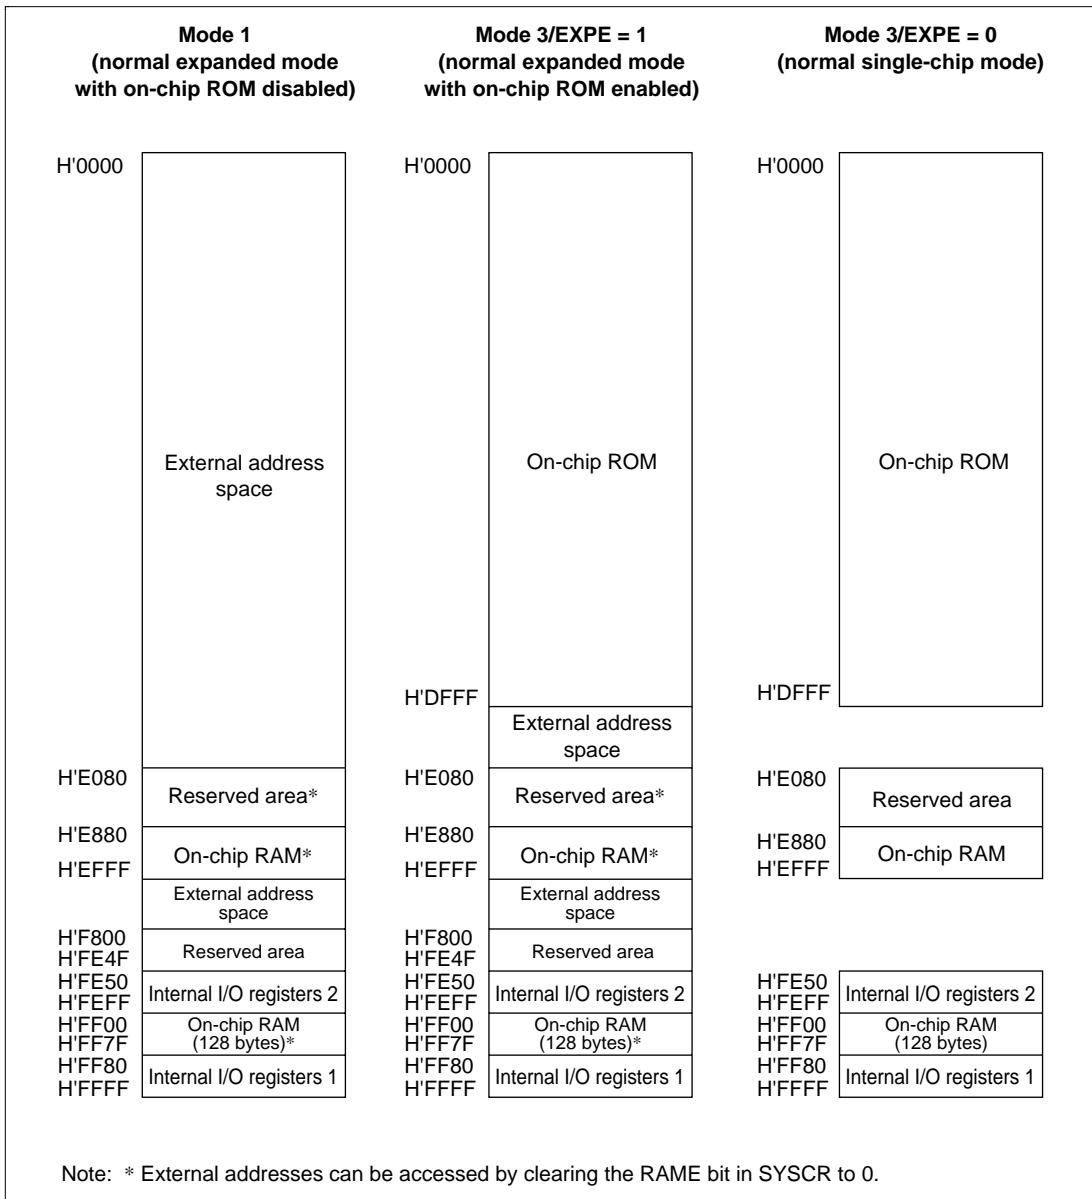 Mode 1
(normal expanded mode
with on-chip ROM disabled)
H'0000
External address
space
H'E080
Reserved area*
H'E880
On-chip RAM*
H'EFFF
External address
space
H'F800
Reserved area
H'FE4F
H'FE50
Internal I/O registers 2
H'FEFF
H'FF00
On-chip RAM
(128 bytes)*
H'FF7F
H'FF80
Internal I/O registers 1
H'FFFF
Mode 3/EXPE = 1
(normal expanded mode
with on-chip ROM enabled)
H'0000
On-chip ROM
H'DFFF
External address
space
H'E080
Reserved area*
H'E880
On-chip RAM*
H'EFFF
External address
space
H'F800
Reserved area
H'FE4F
H'FE50
Internal I/O registers 2
H'FEFF
H'FF00
On-chip RAM
(128 bytes)*
H'FF7F
H'FF80
Internal I/O registers 1
H'FFFF
Mode 3/EXPE = 0
(normal single-chip mode)
H'0000
On-chip ROM
H'DFFF
H'E080
Reserved area
H'E880
On-chip RAM
H'EFFF
H'FE50
Internal I/O registers 2
H'FEFF
H'FF00
On-chip RAM
(128 bytes)
H'FF7F
H'FF80
Internal I/O registers 1
H'FFFF
Note: * External addresses can be accessed by clearing the RAME bit in SYSCR to 0.